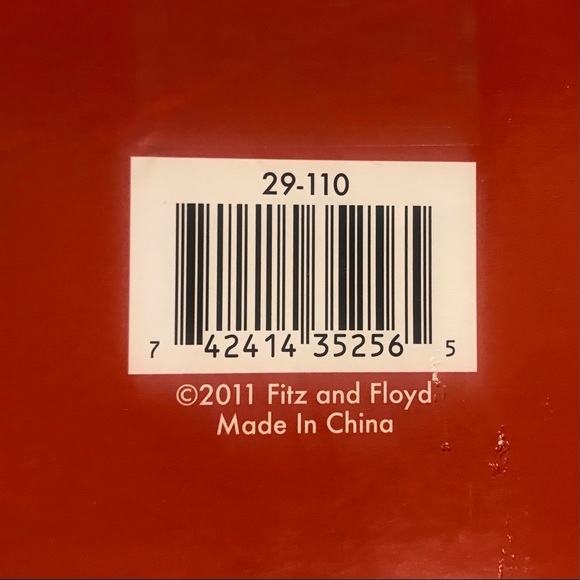 29-110
7 42414 35256 5
©2011 Fitz and Floyd
Made In China